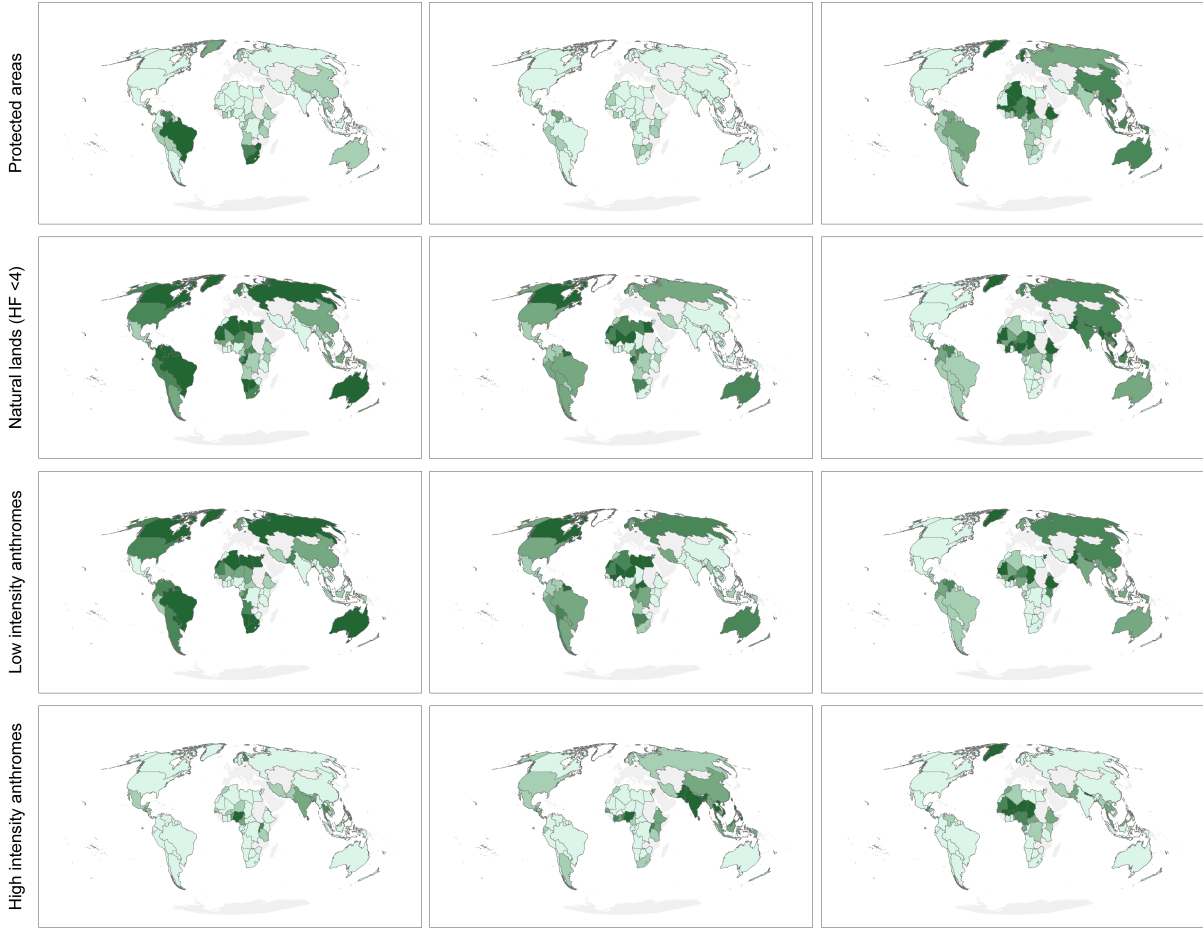 Protected areas
Natural lands (HF <4)
Low intensity anthromes
High intensity anthromes